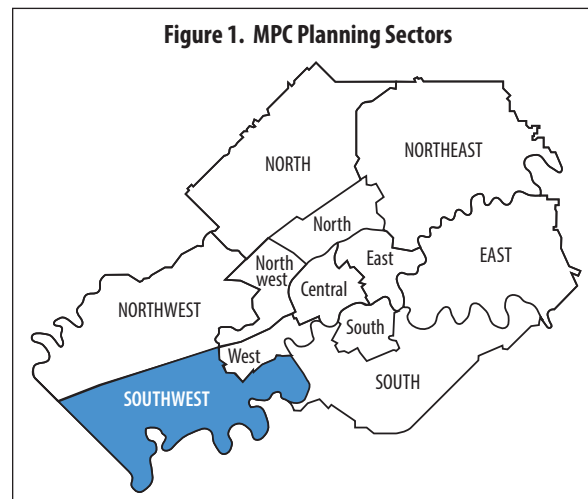 Figure 1. MPC Planning Sectors
NORTH
NORTHEAST
North
North
west
East
EAST
Central
NORTHWEST
South
West
SOUTH
SOUTHWEST